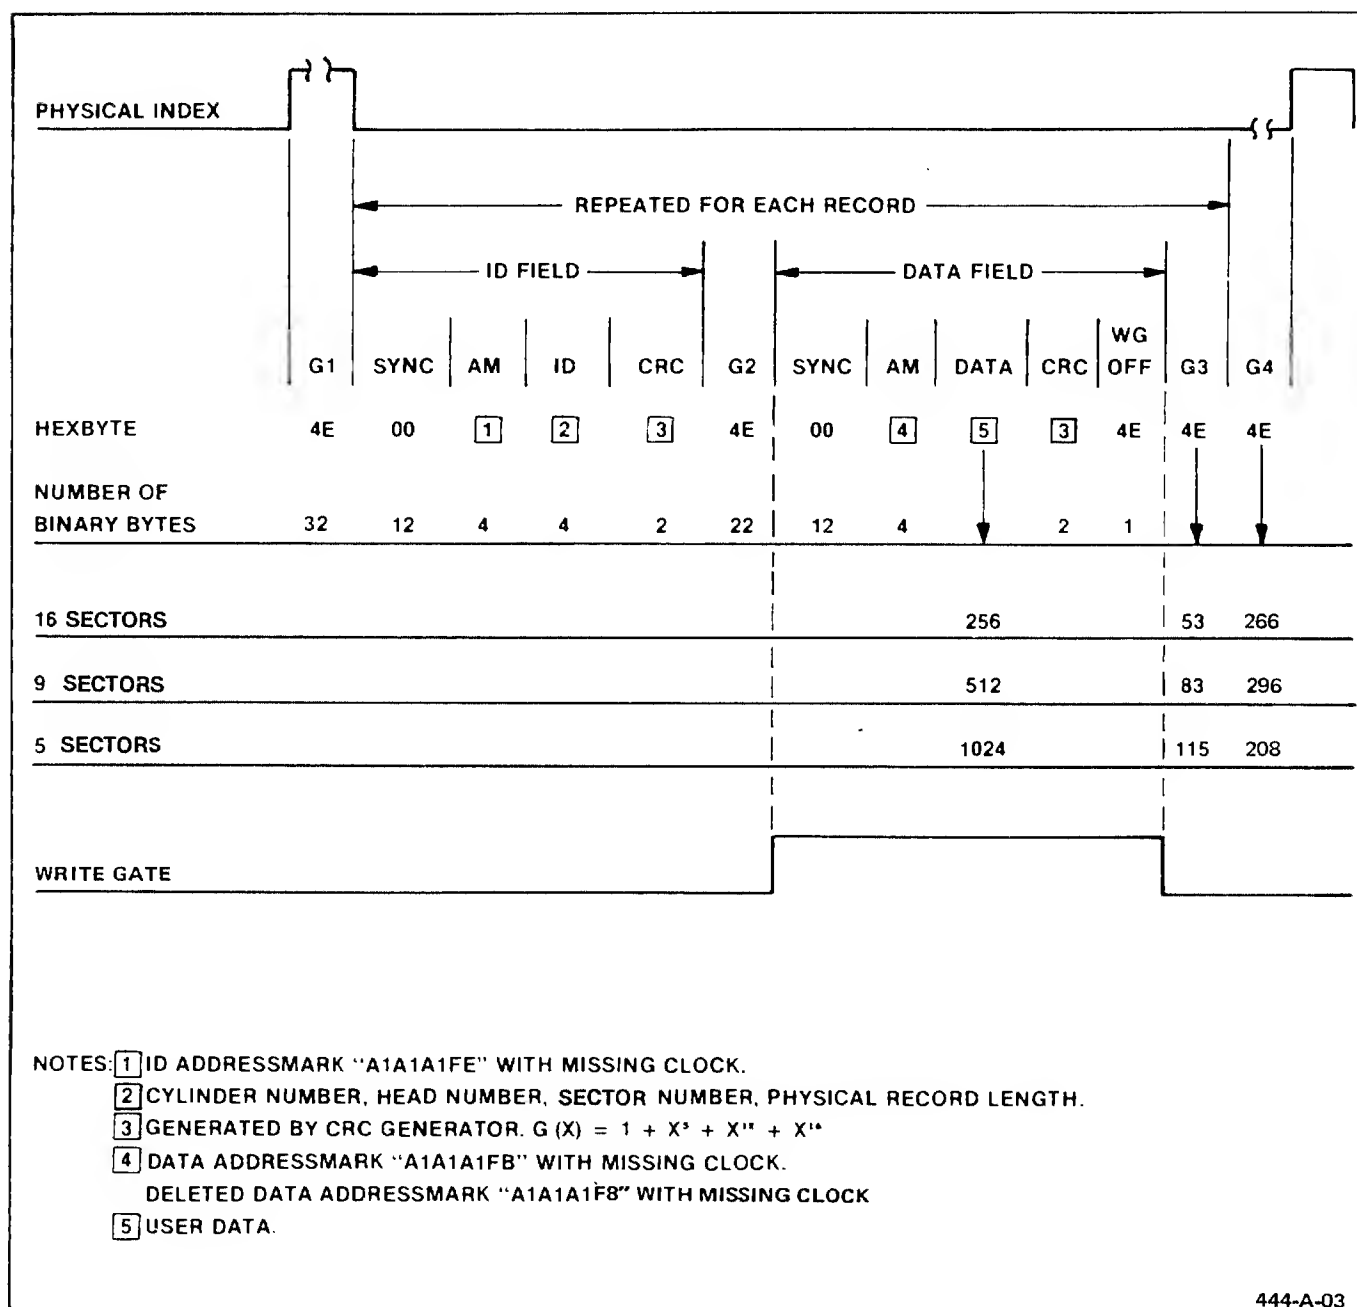 PHYSICAL INDEX
REPEATED FOR EACH RECORD
ID FIELD DATA FIELD
WG
G1 SYNC AM ID CRC G2 SYNC AM DATA CRC OFF G3 G4
HEXBYTE 4E 00 1 2 3 4E 00 4 5 3 4E 4E 4E
NUMBER OF
BINARY BYTES 32 12 4 4 2 22 12 4 2 1
16 SECTORS 256 53 266
9 SECTORS 512 83 296
5 SECTORS 1024 115 208
WRITE GATE
NOTES: 1 ID ADDRESSMARK "A1A1A1FE" WITH MISSING CLOCK.
2 CYLINDER NUMBER, HEAD NUMBER, SECTOR NUMBER, PHYSICAL RECORD LENGTH.
3 GENERATED BY CRC GENERATOR. G (X) = 1 + X⁵ + X¹² + X¹⁶
4 DATA ADDRESSMARK "A1A1A1FB" WITH MISSING CLOCK.
DELETED DATA ADDRESSMARK "A1A1A1F8" WITH MISSING CLOCK
5 USER DATA.
444-A-03